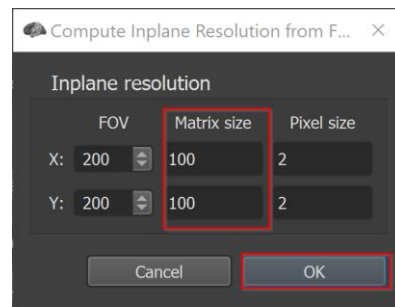 Compute Inplane Resolution from F...
Inplane resolution
FOV Matrix size Pixel size
X: 200 100 2
Y: 200 100 2
Cancel OK